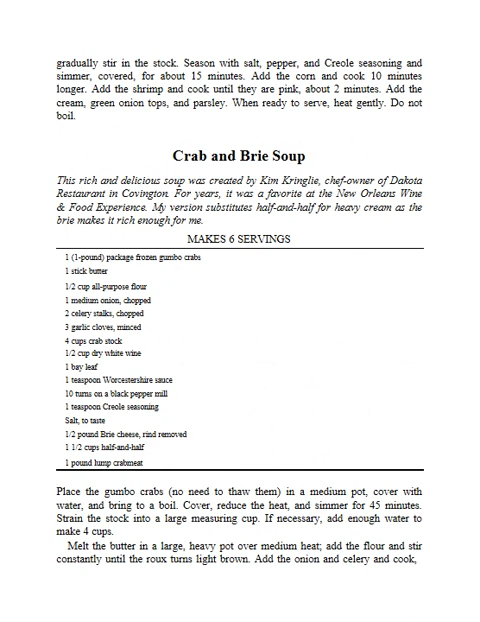 gradually stir in the stock. Season with salt, pepper, and Creole seasoning and
simmer, covered, for about 15 minutes. Add the corn and cook 10 minutes
longer. Add the shrimp and cook until they are pink, about 2 minutes. Add the
cream, green onion tops, and parsley. When ready to serve, heat gently. Do not
boil.
Crab and Brie Soup
This rich and delicious soup was created by Kim Kringlie, chef-owner of Dakota
Restaurant in Covington. For years, it was a favorite at the New Orleans Wine
& Food Experience. My version substitutes half-and-half for heavy cream as the
brie makes it rich enough for me.
MAKES 6 SERVINGS
1 (1-pound) package frozen gumbo crabs
1 stick butter
1/2 cup all-purpose flour
1 medium onion, chopped
2 celery stalks, chopped
3 garlic cloves, minced
4 cups crab stock
1/2 cup dry white wine
1 bay leaf
1 teaspoon Worcestershire sauce
10 turns on a black pepper mill
1 teaspoon Creole seasoning
Salt, to taste
1/2 pound Brie cheese, rind removed
1 1/2 cups half-and-half
1 pound lump crabmeat
Place the gumbo crabs (no need to thaw them) in a medium pot, cover with
water, and bring to a boil. Cover, reduce the heat, and simmer for 45 minutes.
Strain the stock into a large measuring cup. If necessary, add enough water to
make 4 cups.
Melt the butter in a large, heavy pot over medium heat; add the flour and stir
constantly until the roux turns light brown. Add the onion and celery and cook,